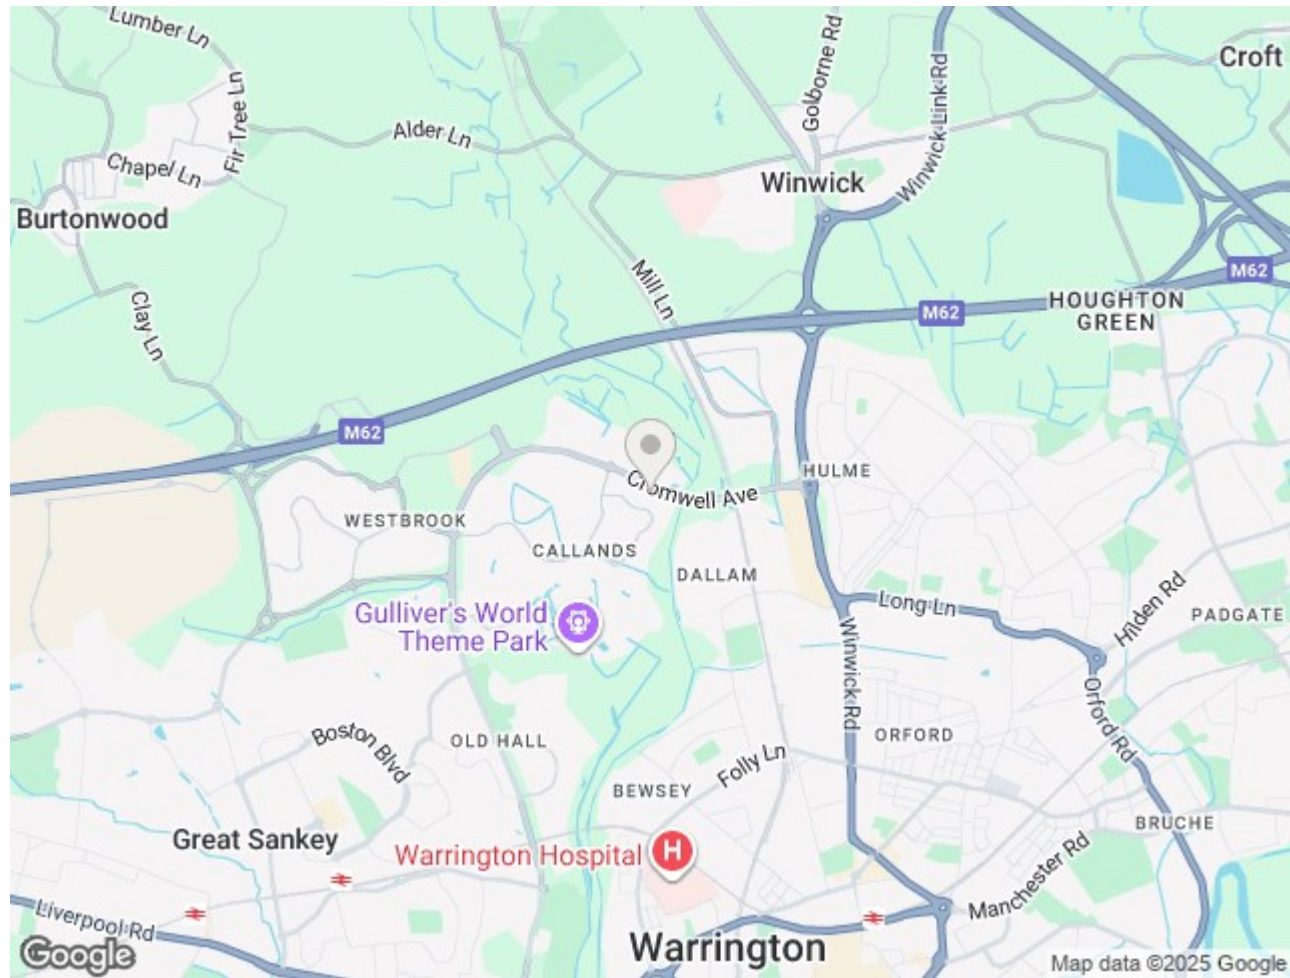 Lumber Ln
Croft
Golborne Rd
Winwick Link Rd
Fir Tree Ln
Alder Ln
Chapel Ln
Winwick
Burtonwood
Mill Ln
M62
Clay Ln
HOUGHTON
GREEN
M62
M62
Cromwell Ave
HULME
WESTBROOK
CALLANDS
DALLAM
Long Ln
Hilden Rd
PADGATE
Gulliver's World
Theme Park
Winwick Rd
Orford Rd
Boston Blvd
OLD HALL
ORFORD
Folly Ln
BEWSEY
BRUCHE
Great Sankey
Warrington Hospital
H
Manchester Rd
Liverpool Rd
Warrington
Google
Map data ©2025 Google